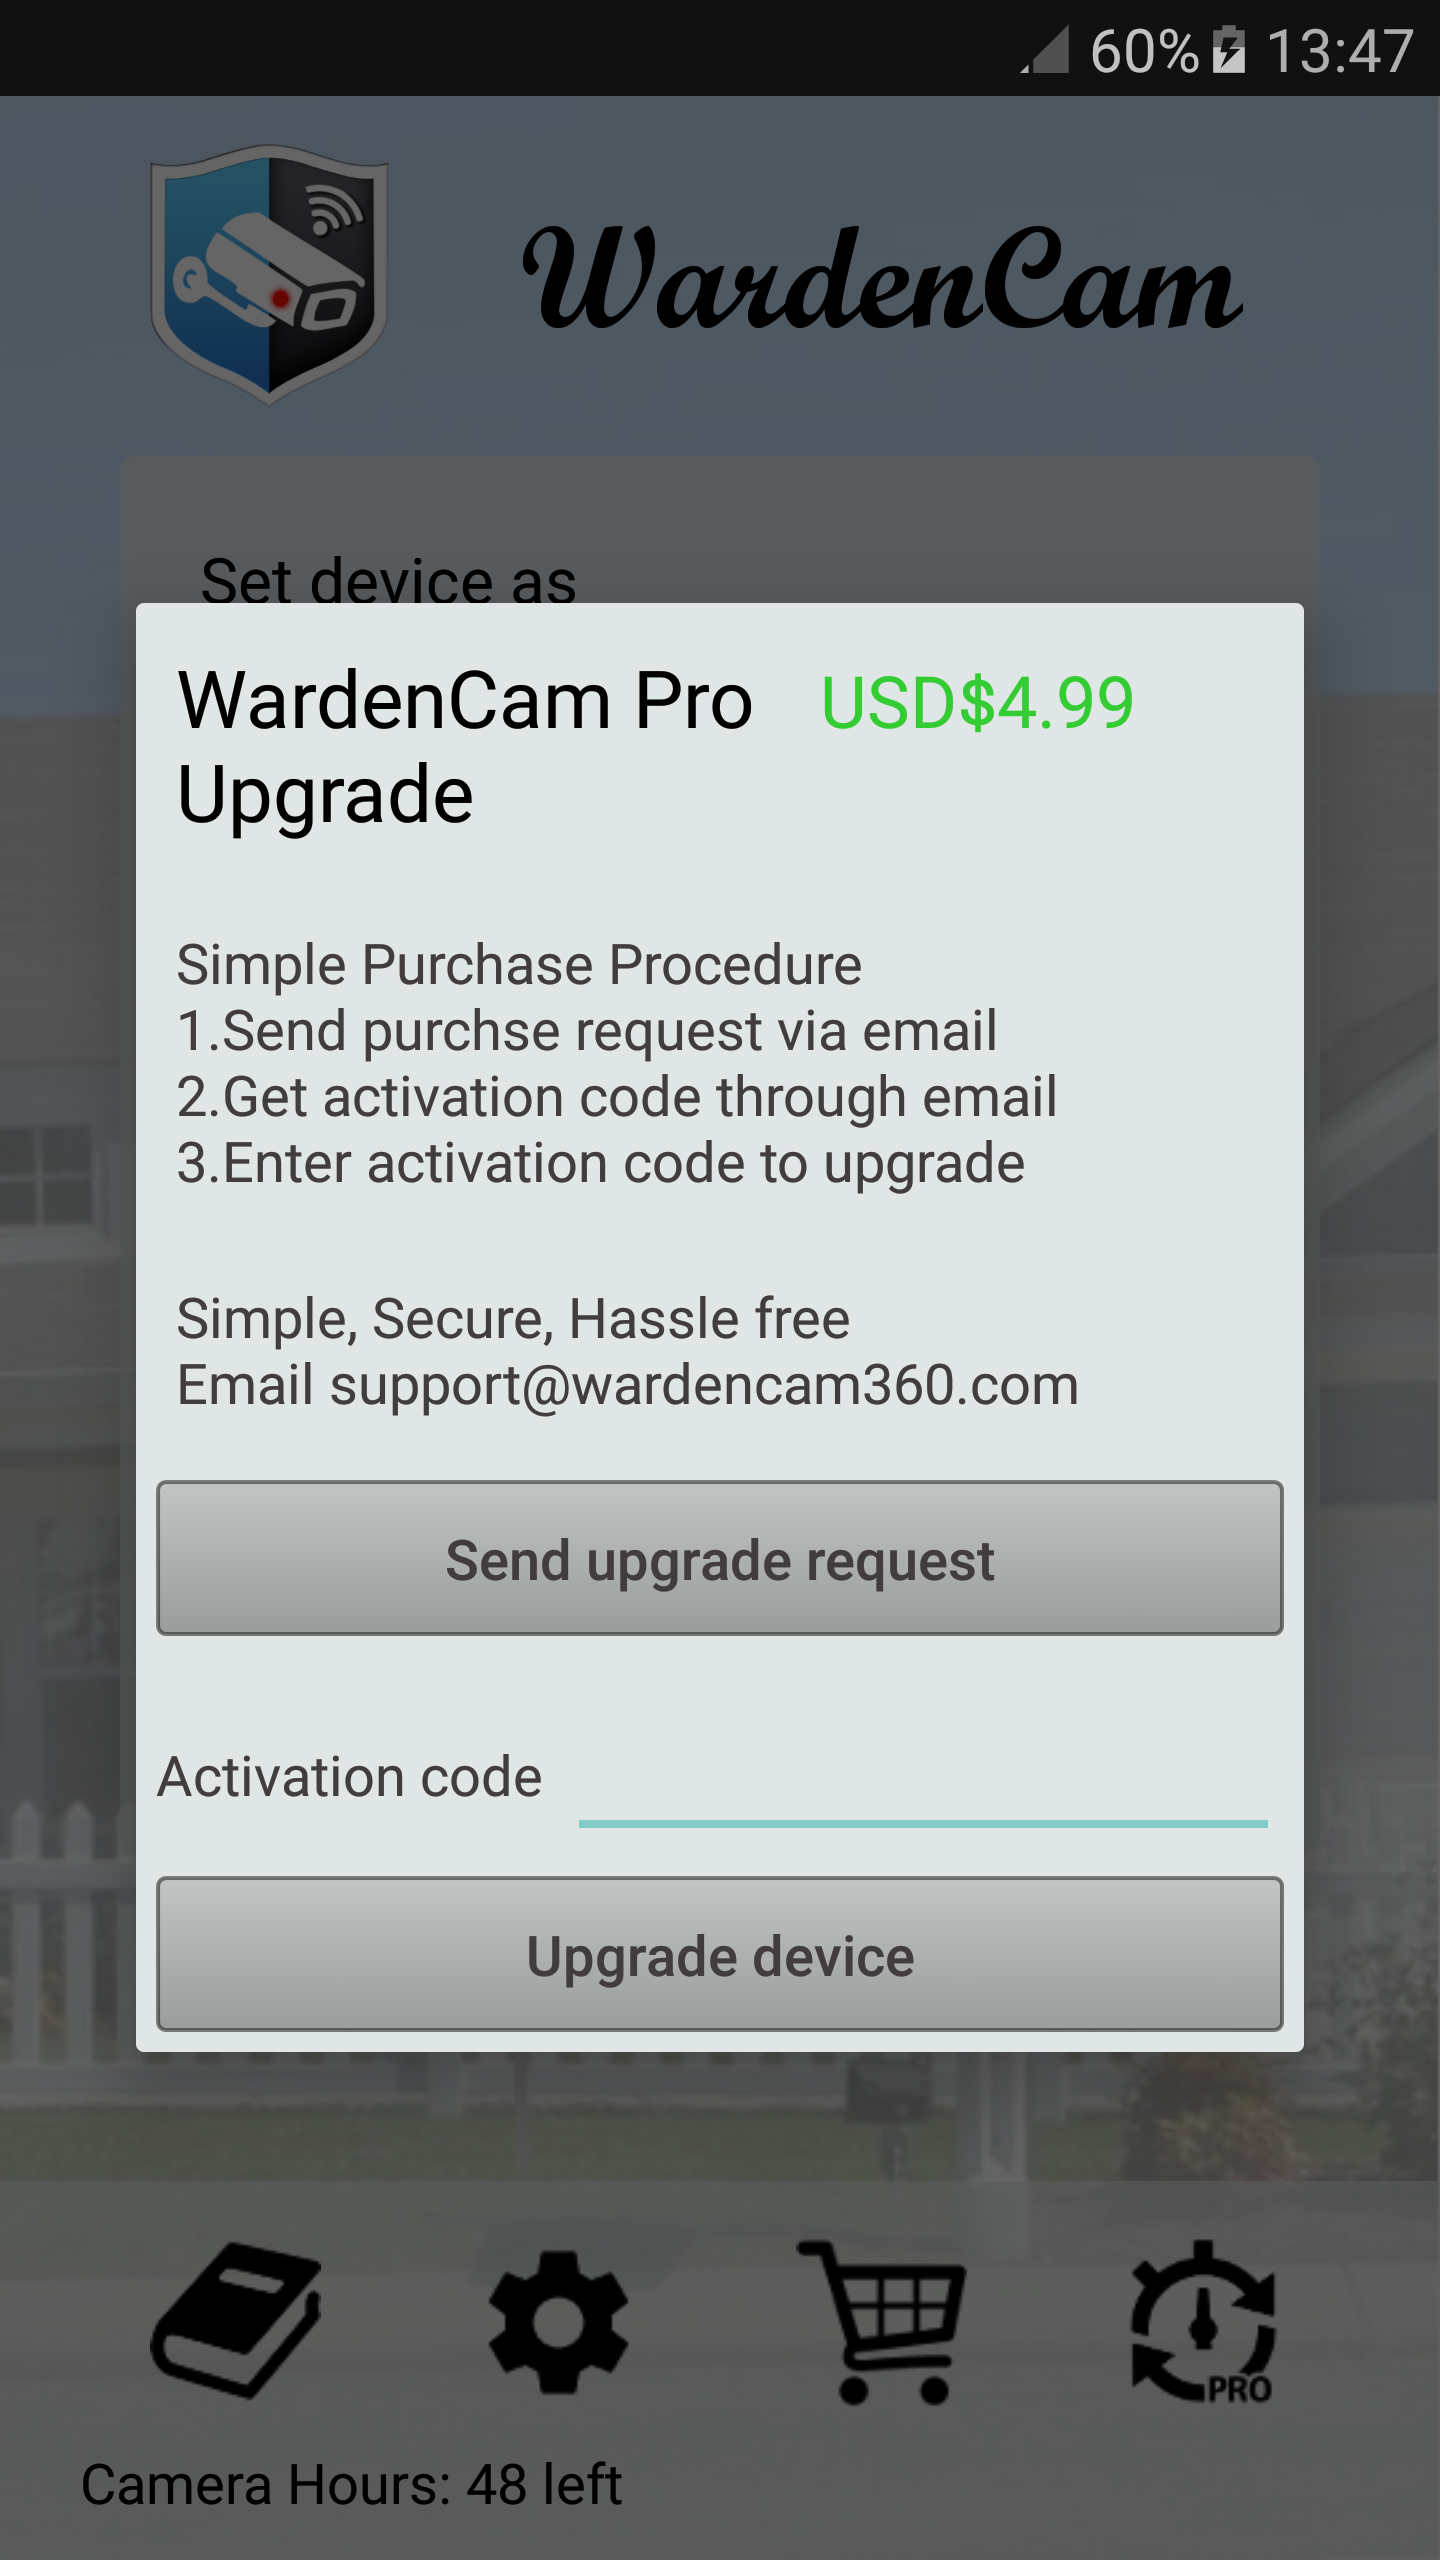 60% 13:47
WardenCam
Set device as
WardenCam Pro USD$4.99
Upgrade
Simple Purchase Procedure
1.Send purchse request via email
2.Get activation code through email
3.Enter activation code to upgrade
Simple, Secure, Hassle free
Email support@wardencam360.com
Send upgrade request
Activation code
Upgrade device
PRO
Camera Hours: 48 left